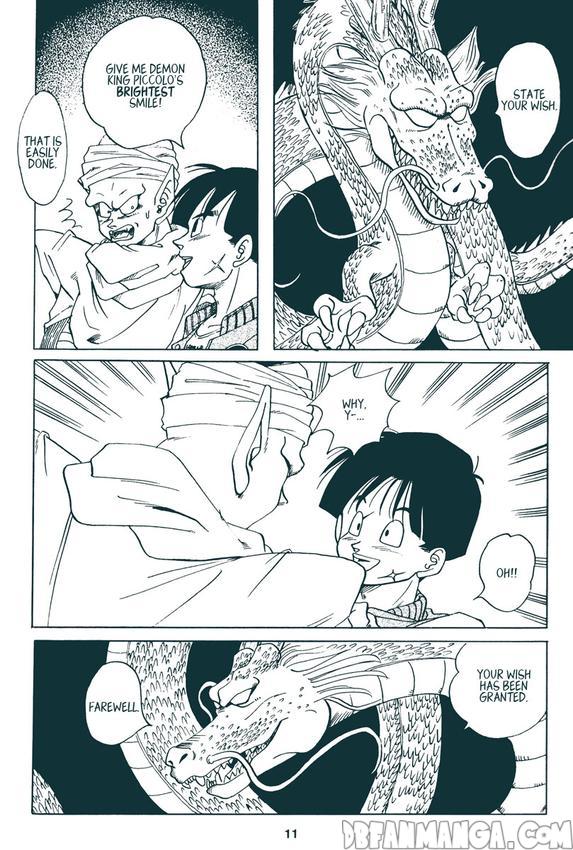 STATE
YOUR WISH.
GIVE ME DEMON
KING PICCOLO'S
BRIGHTEST
SMILE!
THAT IS
EASILY
DONE.
OH!!
WHY,
Y-...
YOUR WISH
HAS BEEN
GRANTED.
FAREWELL.
11
DBFANMANGA.COM